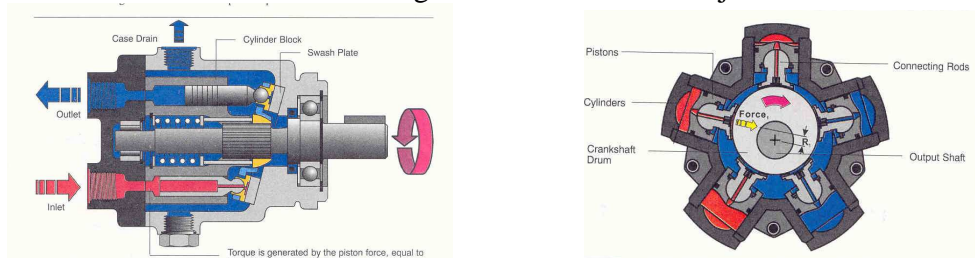 Case Drain
Cylinder Block
Swash Plate
Outlet
Inlet
Torque is generated by the piston force, equal to
Pistons
Connecting Rods
Cylinders
Force,
R,
Crankshaft
Drum
Output Shaft